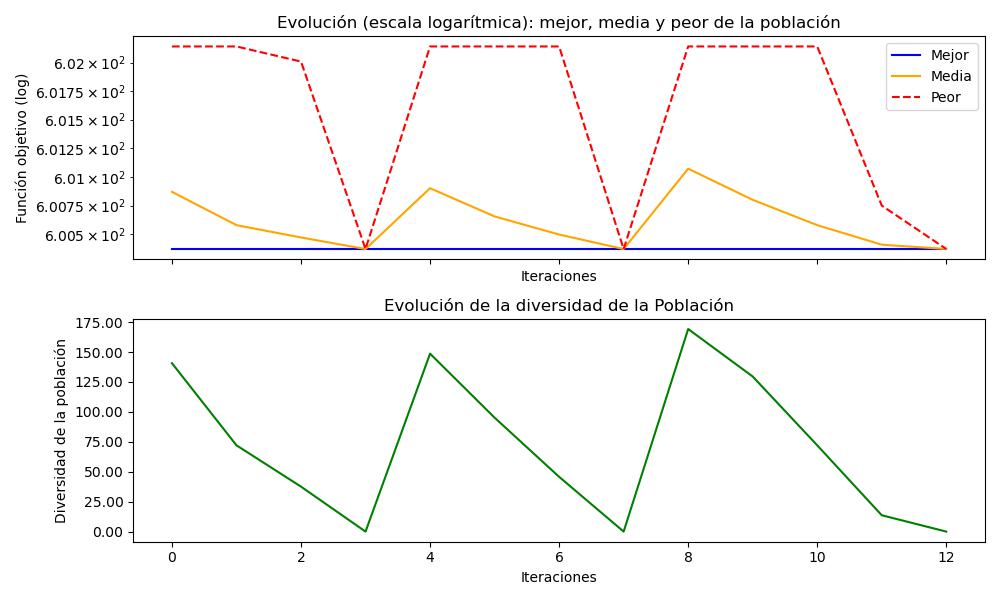 Evolución (escala logarítmica): mejor, media y peor de la población
Función objetivo (log)
6.02 × 10²
6.0175 × 10²
6.015 × 10²
6.0125 × 10²
6.01 × 10²
6.0075 × 10²
6.005 × 10²
Mejor
Media
Peor
Iteraciones
Evolución de la diversidad de la Población
Diversidad de la población
175.00
150.00
125.00
100.00
75.00
50.00
25.00
0.00
0 2 4 6 8 10 12
Iteraciones